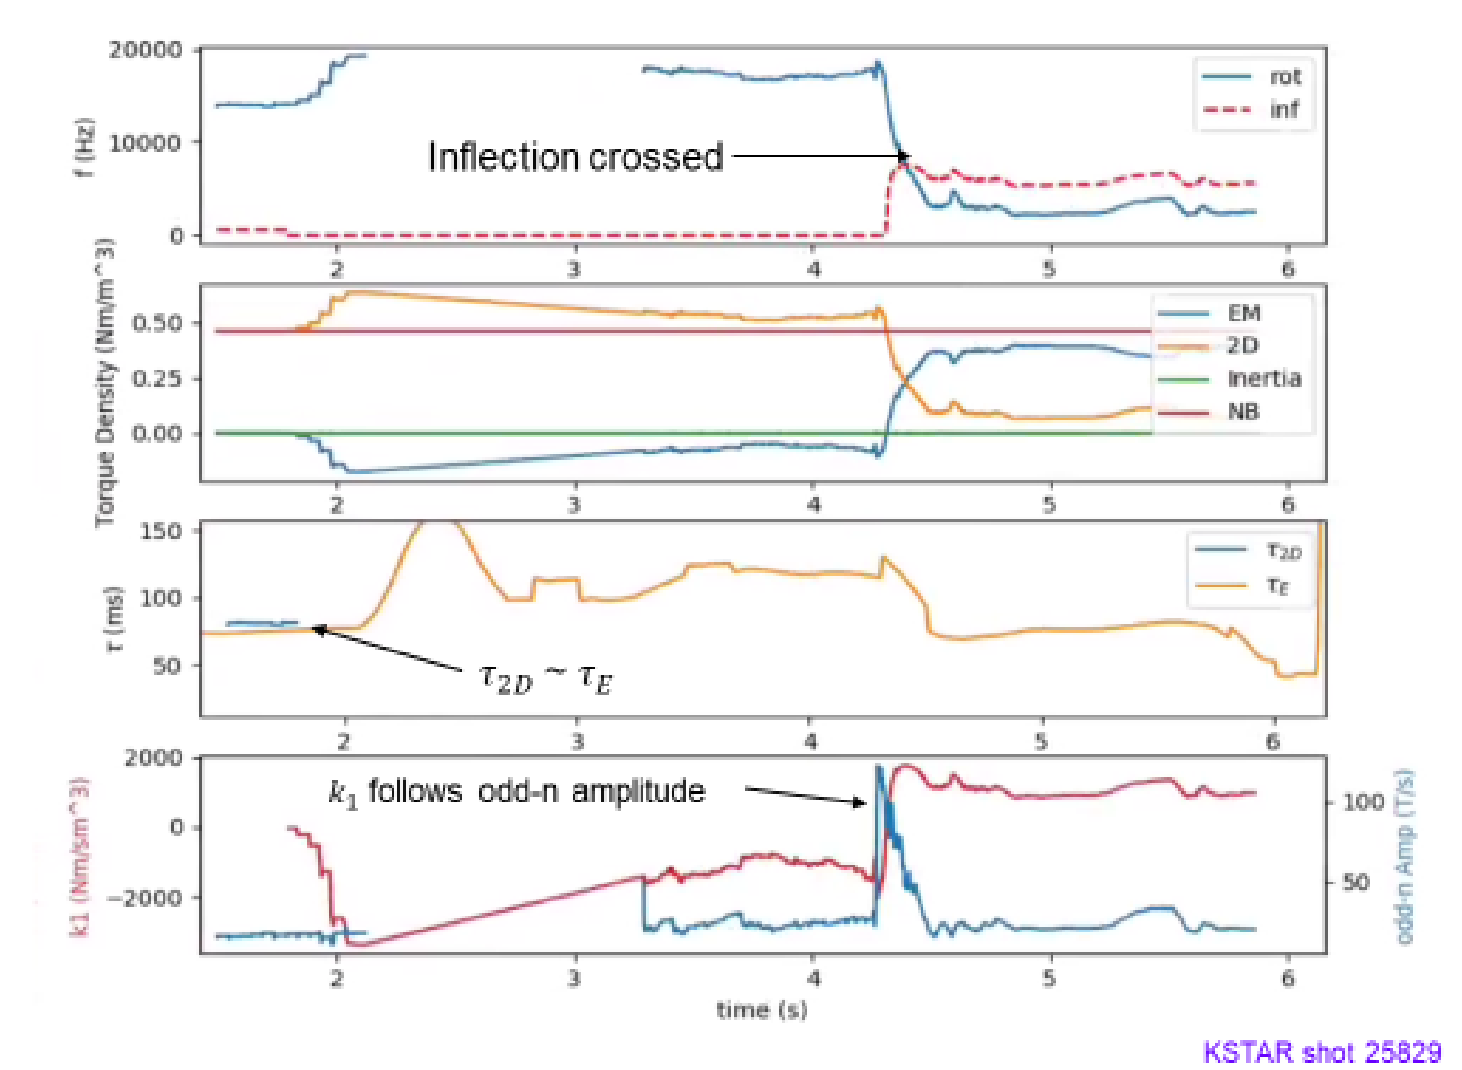 20000
10000
0
f (Hz)
rot
inf
Inflection crossed
2 3 4 5 6
0.50
0.25
0.00
Torque Density (Nm/m^3)
EM
2D
Inertia
NB
2 3 4 5 6
150
100
50
τ (ms)
τ2D
τE
τ2D ~ τE
2 3 4 5 6
2000
0
−2000
k1 (Nm/sm^3)
k1 follows odd-n amplitude
100
50
odd-n Amp (T/s)
2 3 4 5 6
time (s)
KSTAR shot 25829